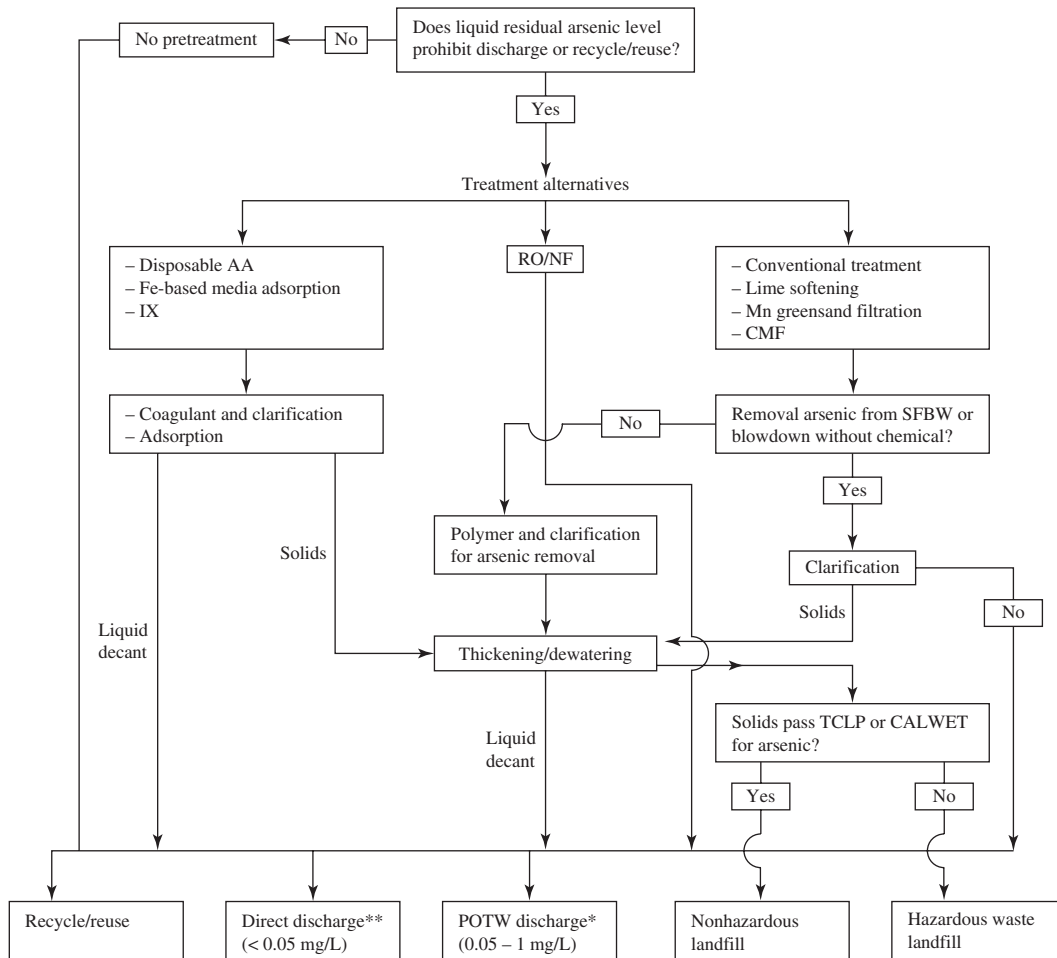 Does liquid residual arsenic level
prohibit discharge or recycle/reuse?
No
No pretreatment
Yes
Treatment alternatives
– Disposable AA
– Fe-based media adsorption
– IX
RO/NF
– Conventional treatment
– Lime softening
– Mn greensand filtration
– CMF
– Coagulant and clarification
– Adsorption
No
Removal arsenic from SFBW or
blowdown without chemical?
Yes
Polymer and clarification
for arsenic removal
Solids
Clarification
Solids
No
Liquid
decant
Thickening/dewatering
Solids pass TCLP or CALWET
for arsenic?
Liquid
decant
Yes
No
Recycle/reuse
Direct discharge**
(< 0.05 mg/L)
POTW discharge*
(0.05 – 1 mg/L)
Nonhazardous
landfill
Hazardous waste
landfill